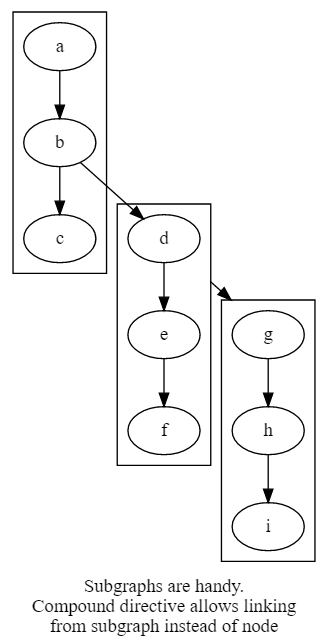 a
b
c
d
e
f
g
h
i
Subgraphs are handy.
Compound directive allows linking
from subgraph instead of node